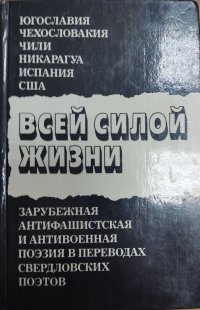 ЮГОСЛАВИЯ
ЧЕХОСЛОВАКИЯ
ЧИЛИ
НИКАРАГУА
ИСПАНИЯ
США
ВСЕЙ СИЛОЙ
ЖИЗНИ
ЗАРУБЕЖНАЯ
АНТИФАШИСТСКАЯ
И АНТИВОЕННАЯ
ПОЭЗИЯ В ПЕРЕВОДАХ
СВЕРДЛОВСКИХ
ПОЭТОВ